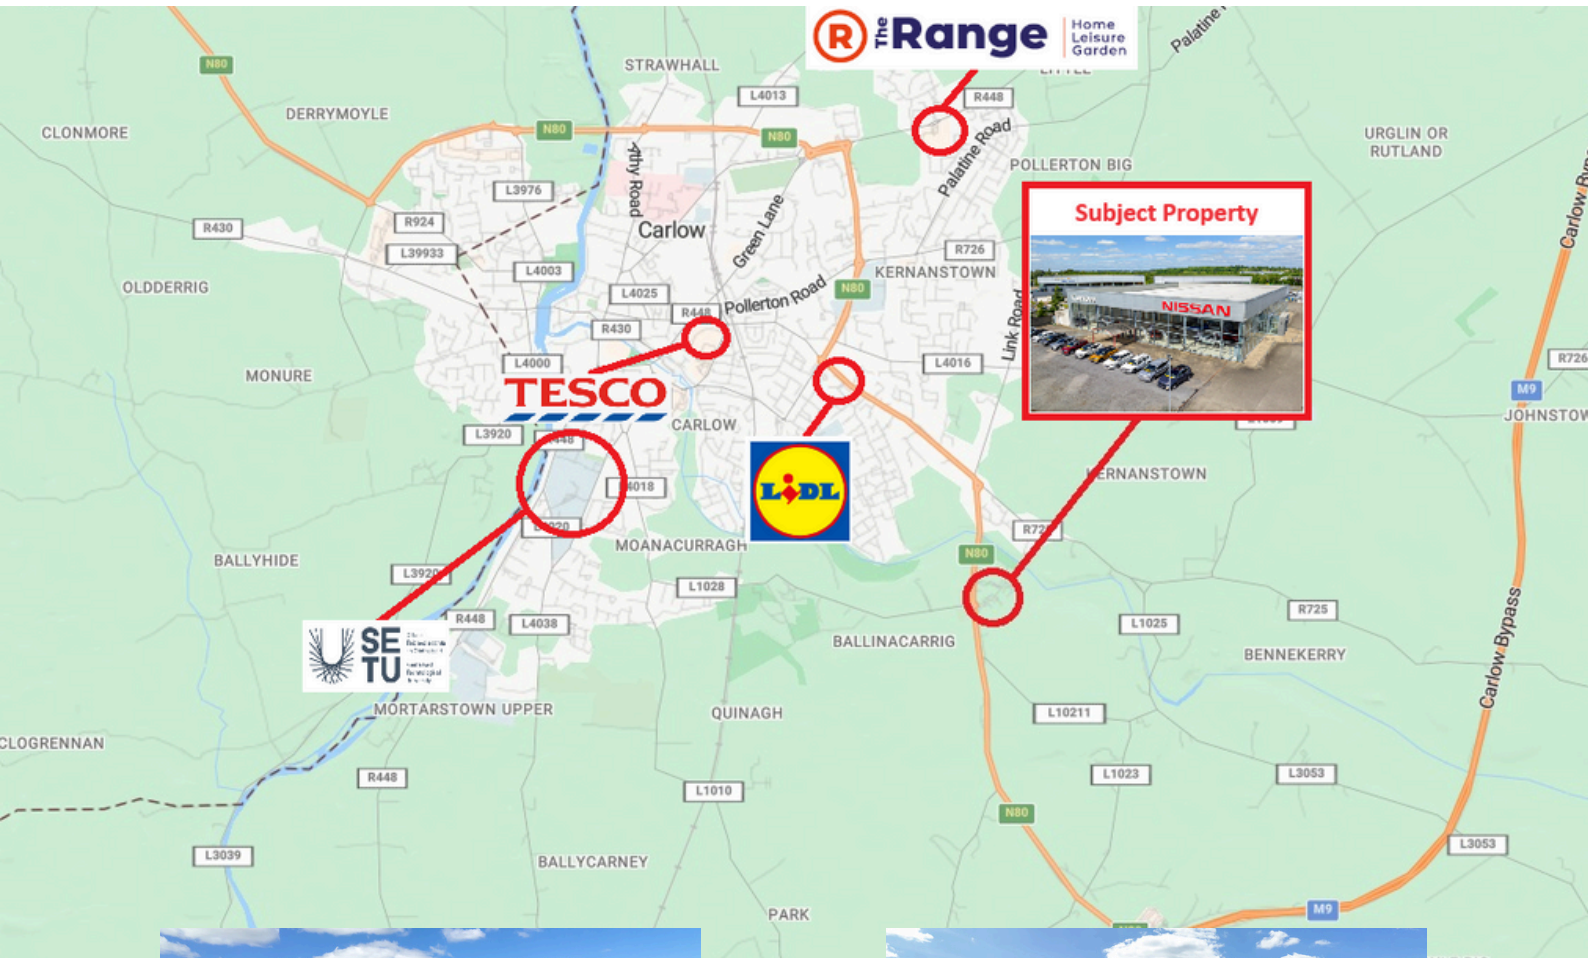 R
The
Range
Home
Leisure
Garden
Palatine
N80
STRAWHALL
L4013
R448
DERRYMOYLE
CLONMORE
N80
N80
Palatine Road
URGLIN OR
RUTLAND
POLLERTON BIG
Athy Road
L3976
Subject Property
R430
R924
Carlow
Green Lane
L39933
R726
L4003
KERNANSTOWN
OLDDERRIG
L4025
Pollerton Road
N80
NISSAN
R448
R430
Link Road
L4000
L4016
R726
MONURE
TESCO
M9
JOHNSTOW
CARLOW
L3920
KERNANSTOWN
L4018
LIDL
MOANACURRAGH
N80
BALLYHIDE
L3920
L1028
R448
L4038
R725
L1025
BALLINACARRIG
BENNEKERRY
SE
TU
Carlow Bypass
MORTARSTOWN UPPER
QUINAGH
L10211
CLOGRENNAN
R448
L1023
L3053
L1010
N80
L3039
L3053
BALLYCARNEY
PARK
M9